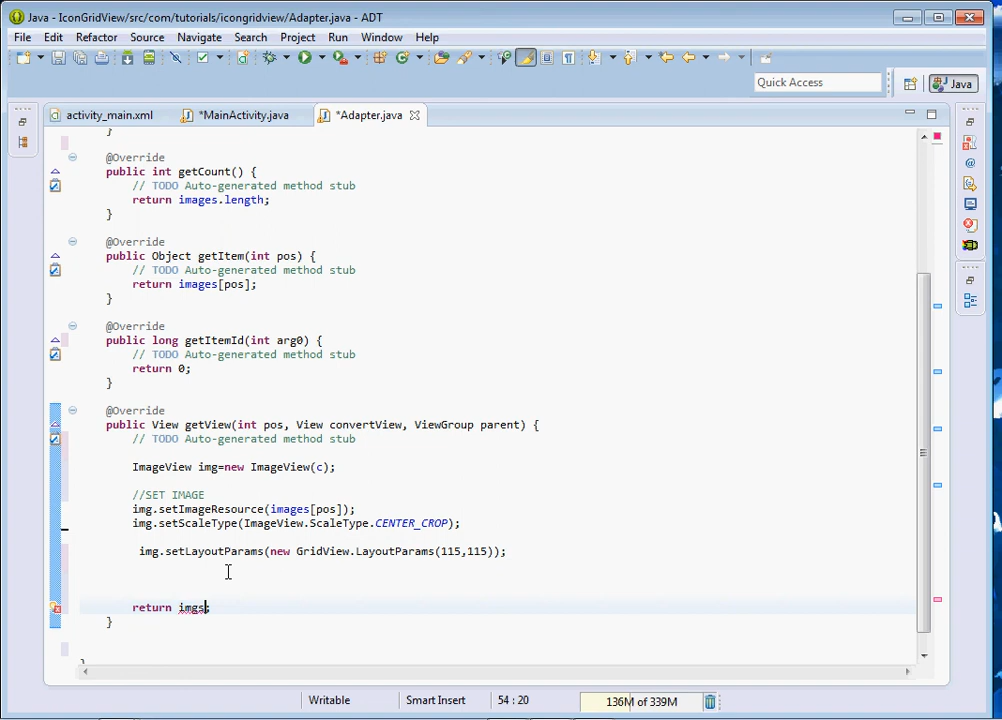 Java - IconGridView/src/com/tutorials/icongridview/Adapter.java - ADT
File Edit Refactor Source Navigate Search Project Run Window Help
Quick Access
Java
activity_main.xml *MainActivity.java *Adapter.java
}
@Override
public int getCount() {
// TODO Auto-generated method stub
return images.length;
}
@Override
public Object getItem(int pos) {
// TODO Auto-generated method stub
return images[pos];
}
@Override
public long getItemId(int arg0) {
// TODO Auto-generated method stub
return 0;
}
@Override
public View getView(int pos, View convertView, ViewGroup parent) {
// TODO Auto-generated method stub
ImageView img=new ImageView(c);
//SET IMAGE
img.setImageResource(images[pos]);
img.setScaleType(ImageView.ScaleType.CENTER_CROP);
img.setLayoutParams(new GridView.LayoutParams(115,115));
return imgs;
}
}
Writable Smart Insert 54 : 20 136M of 339M